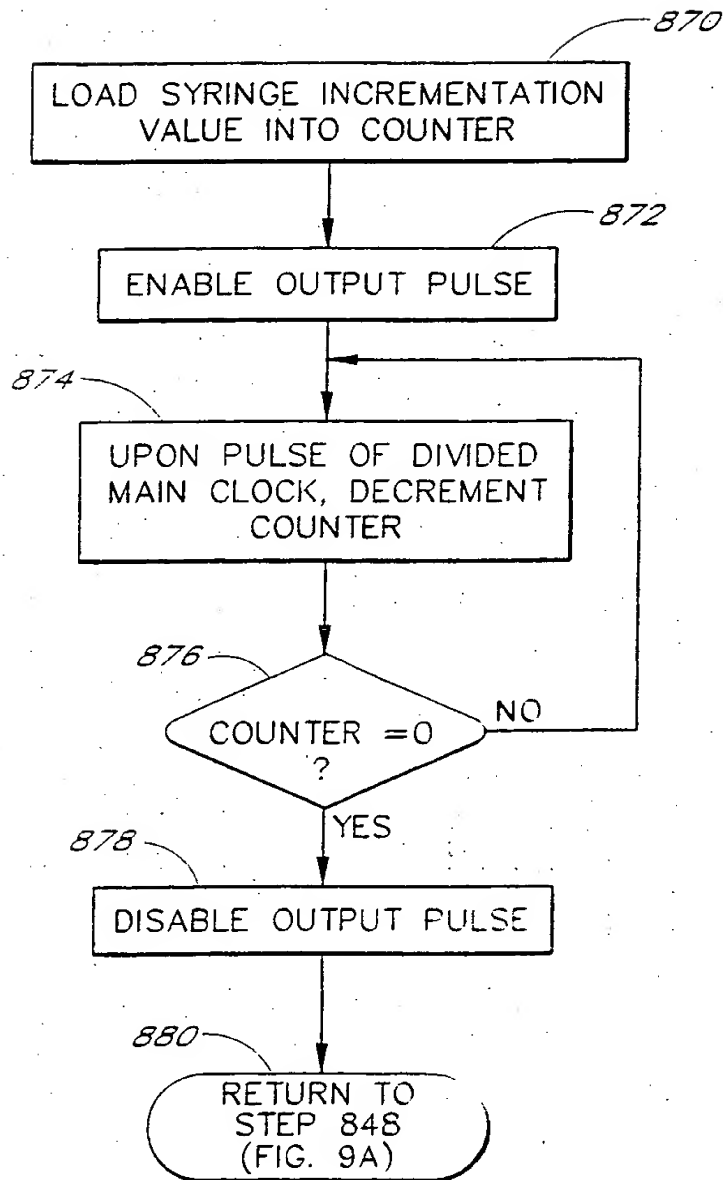 870
LOAD SYRINGE INCREMENTATION
VALUE INTO COUNTER
872
ENABLE OUTPUT PULSE
874
UPON PULSE OF DIVIDED
MAIN CLOCK, DECREMENT
COUNTER
876
COUNTER =0
?
NO
YES
878
DISABLE OUTPUT PULSE
880
RETURN TO
STEP 848
(FIG. 9A)